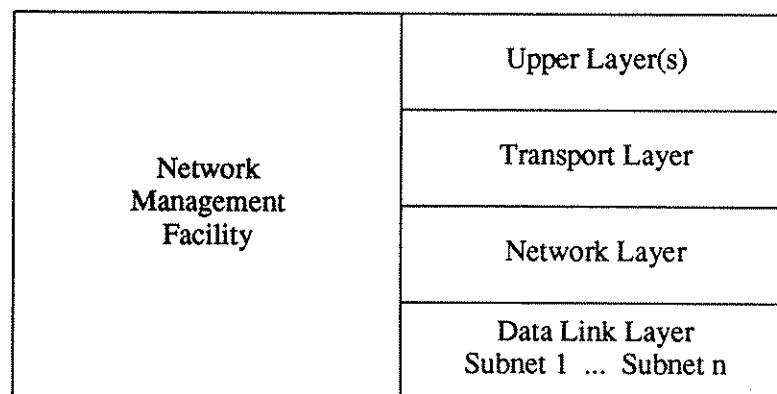 Network
Management
Facility
Upper Layer(s)
Transport Layer
Network Layer
Data Link Layer
Subnet 1 ... Subnet n